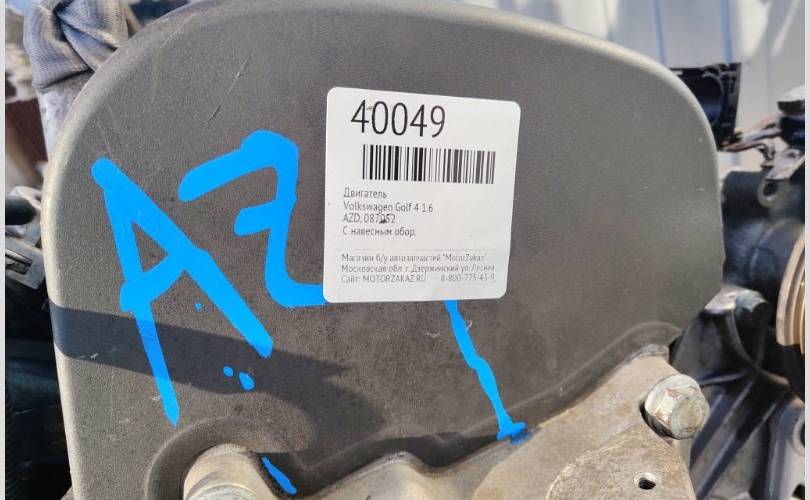 40049
Двигатель
Volkswagen Golf 4 1.6
AZD, 087052
С навесным обор.
Магазин б/у автозапчастей "MotorZakaz"
Московская обл. г. Дзержинский ул. Лесная
Сайт: MOTORZAKAZ.RU 8-800-775-43-9
AZ